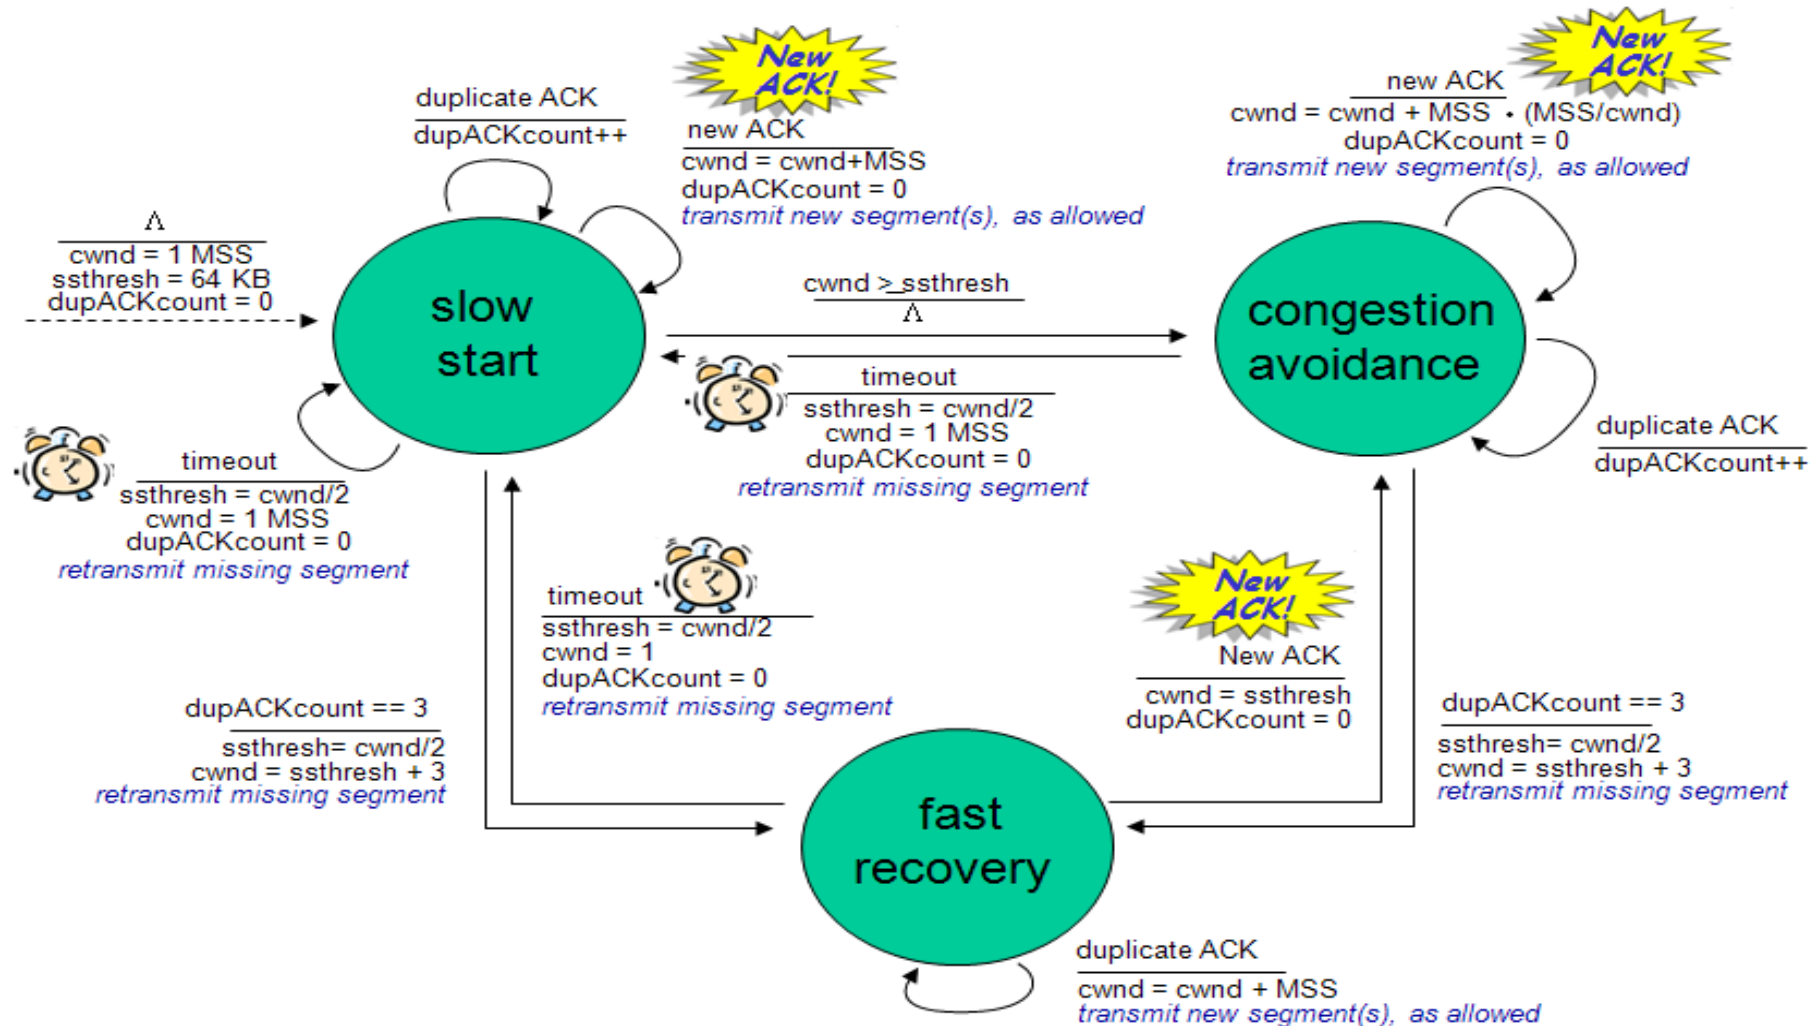 New
ACK!
duplicate ACK
dupACKcount++
new ACK
cwnd = cwnd+MSS
dupACKcount = 0
transmit new segment(s), as allowed
New
ACK!
new ACK
cwnd = cwnd + MSS • (MSS/cwnd)
dupACKcount = 0
transmit new segment(s), as allowed
Λ
cwnd = 1 MSS
ssthresh = 64 KB
dupACKcount = 0
slow
start
cwnd ≥ ssthresh
Λ
congestion
avoidance
timeout
ssthresh = cwnd/2
cwnd = 1 MSS
dupACKcount = 0
retransmit missing segment
duplicate ACK
dupACKcount++
timeout
ssthresh = cwnd/2
cwnd = 1 MSS
dupACKcount = 0
retransmit missing segment
timeout
ssthresh = cwnd/2
cwnd = 1
dupACKcount = 0
retransmit missing segment
New
ACK!
New ACK
cwnd = ssthresh
dupACKcount = 0
dupACKcount == 3
ssthresh= cwnd/2
cwnd = ssthresh + 3
retransmit missing segment
dupACKcount == 3
ssthresh= cwnd/2
cwnd = ssthresh + 3
retransmit missing segment
fast
recovery
duplicate ACK
cwnd = cwnd + MSS
transmit new segment(s), as allowed